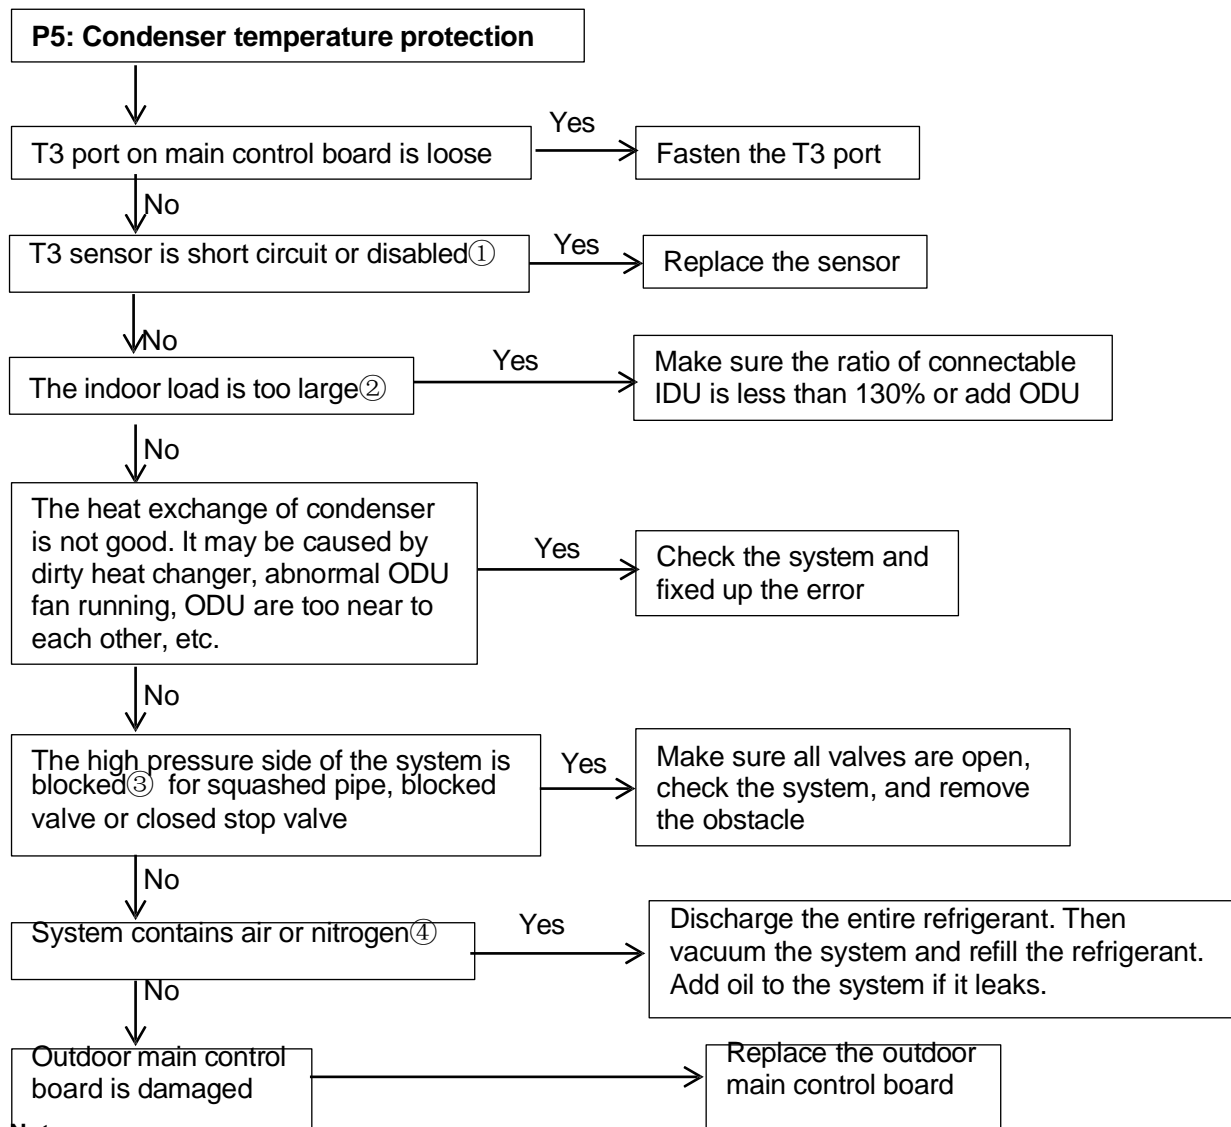 P5: Condenser temperature protection
T3 port on main control board is loose
Yes
Fasten the T3 port
No
T3 sensor is short circuit or disabled①
Yes
Replace the sensor
No
The indoor load is too large②
Yes
Make sure the ratio of connectable
IDU is less than 130% or add ODU
No
The heat exchange of condenser
is not good. It may be caused by
dirty heat changer, abnormal ODU
fan running, ODU are too near to
each other, etc.
Yes
Check the system and
fixed up the error
No
The high pressure side of the system is
blocked③ for squashed pipe, blocked
valve or closed stop valve
Yes
Make sure all valves are open,
check the system, and remove
the obstacle
No
System contains air or nitrogen④
Yes
Discharge the entire refrigerant. Then
vacuum the system and refill the refrigerant.
Add oil to the system if it leaks.
No
Outdoor main control
board is damaged
Replace the outdoor
main control board